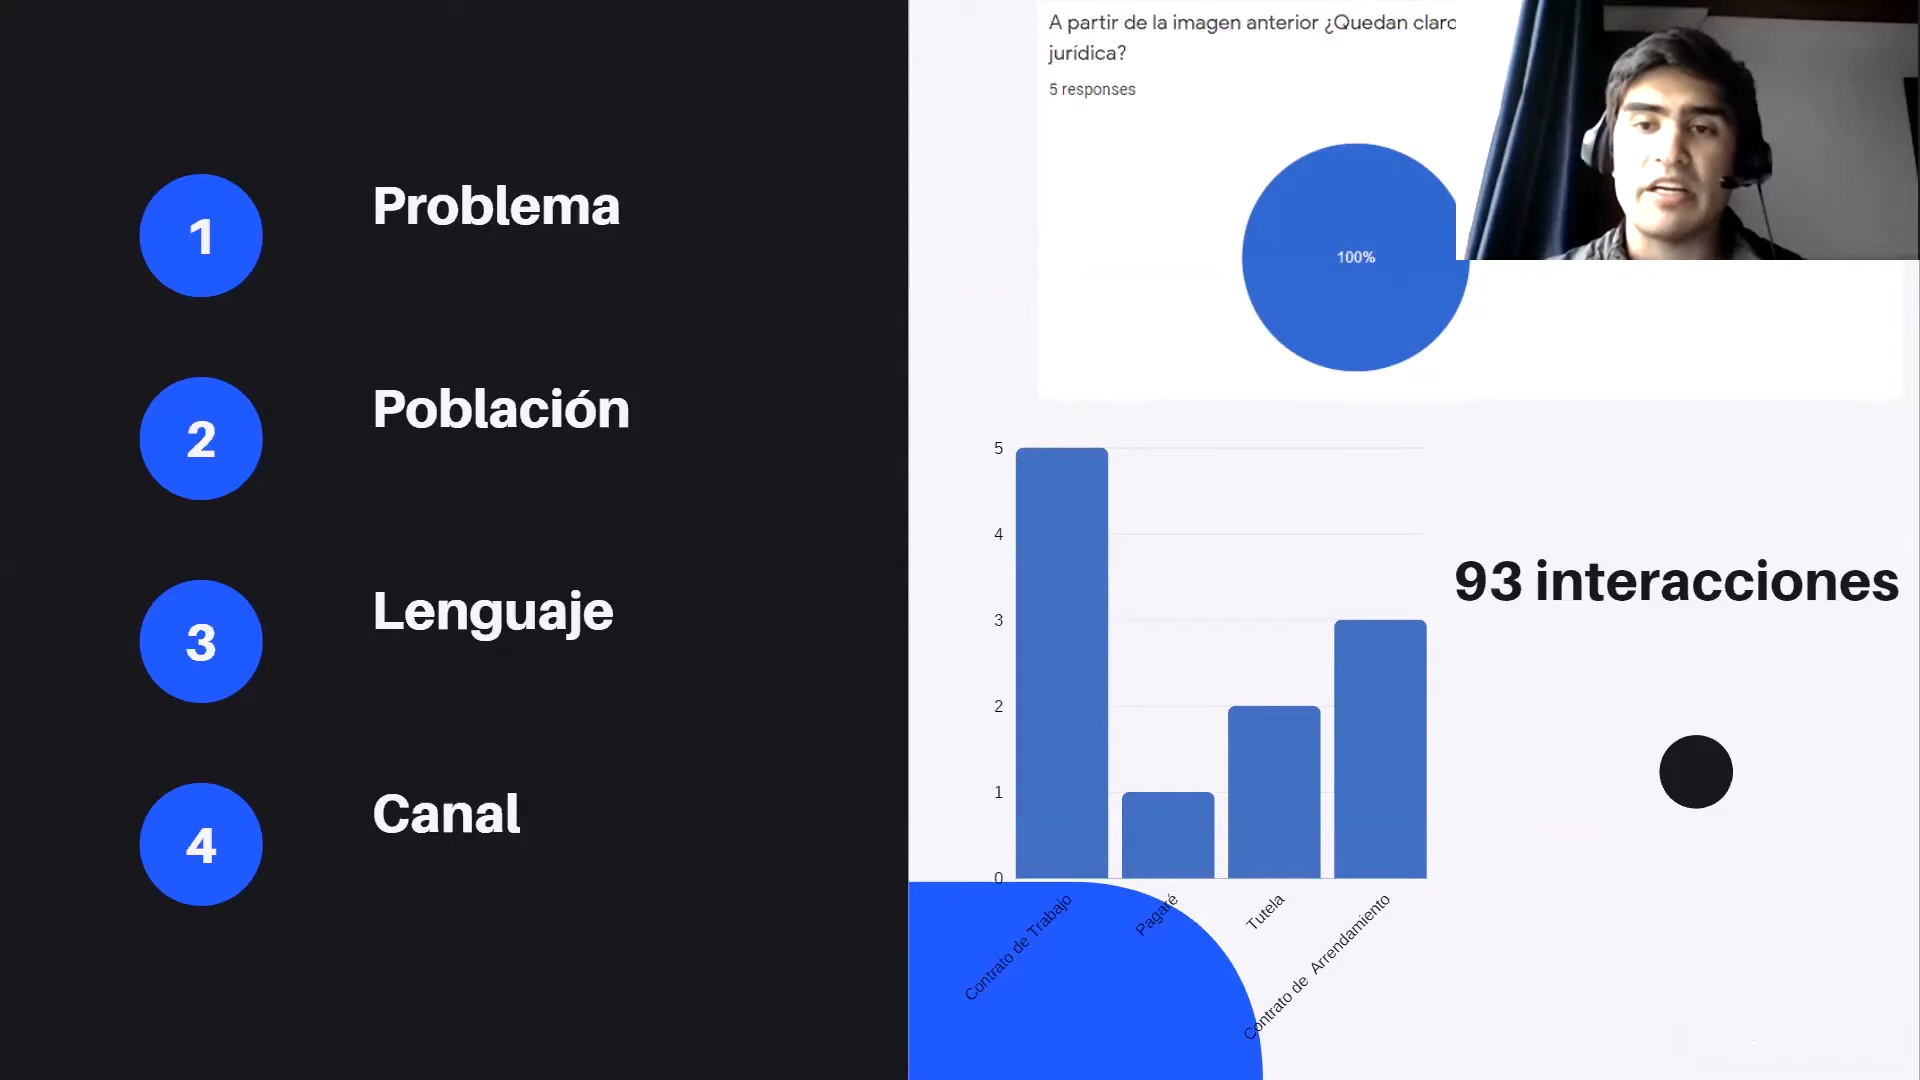 1
Problema
2
Población
3
Lenguaje
4
Canal
A partir de la imagen anterior ¿Quedan
jurídica?
5 responses
100%
5
4
3
2
1
0
Contrato de Trabajo
Pagaré
Tutela
Contrato de Arrendamiento
93 interacciones